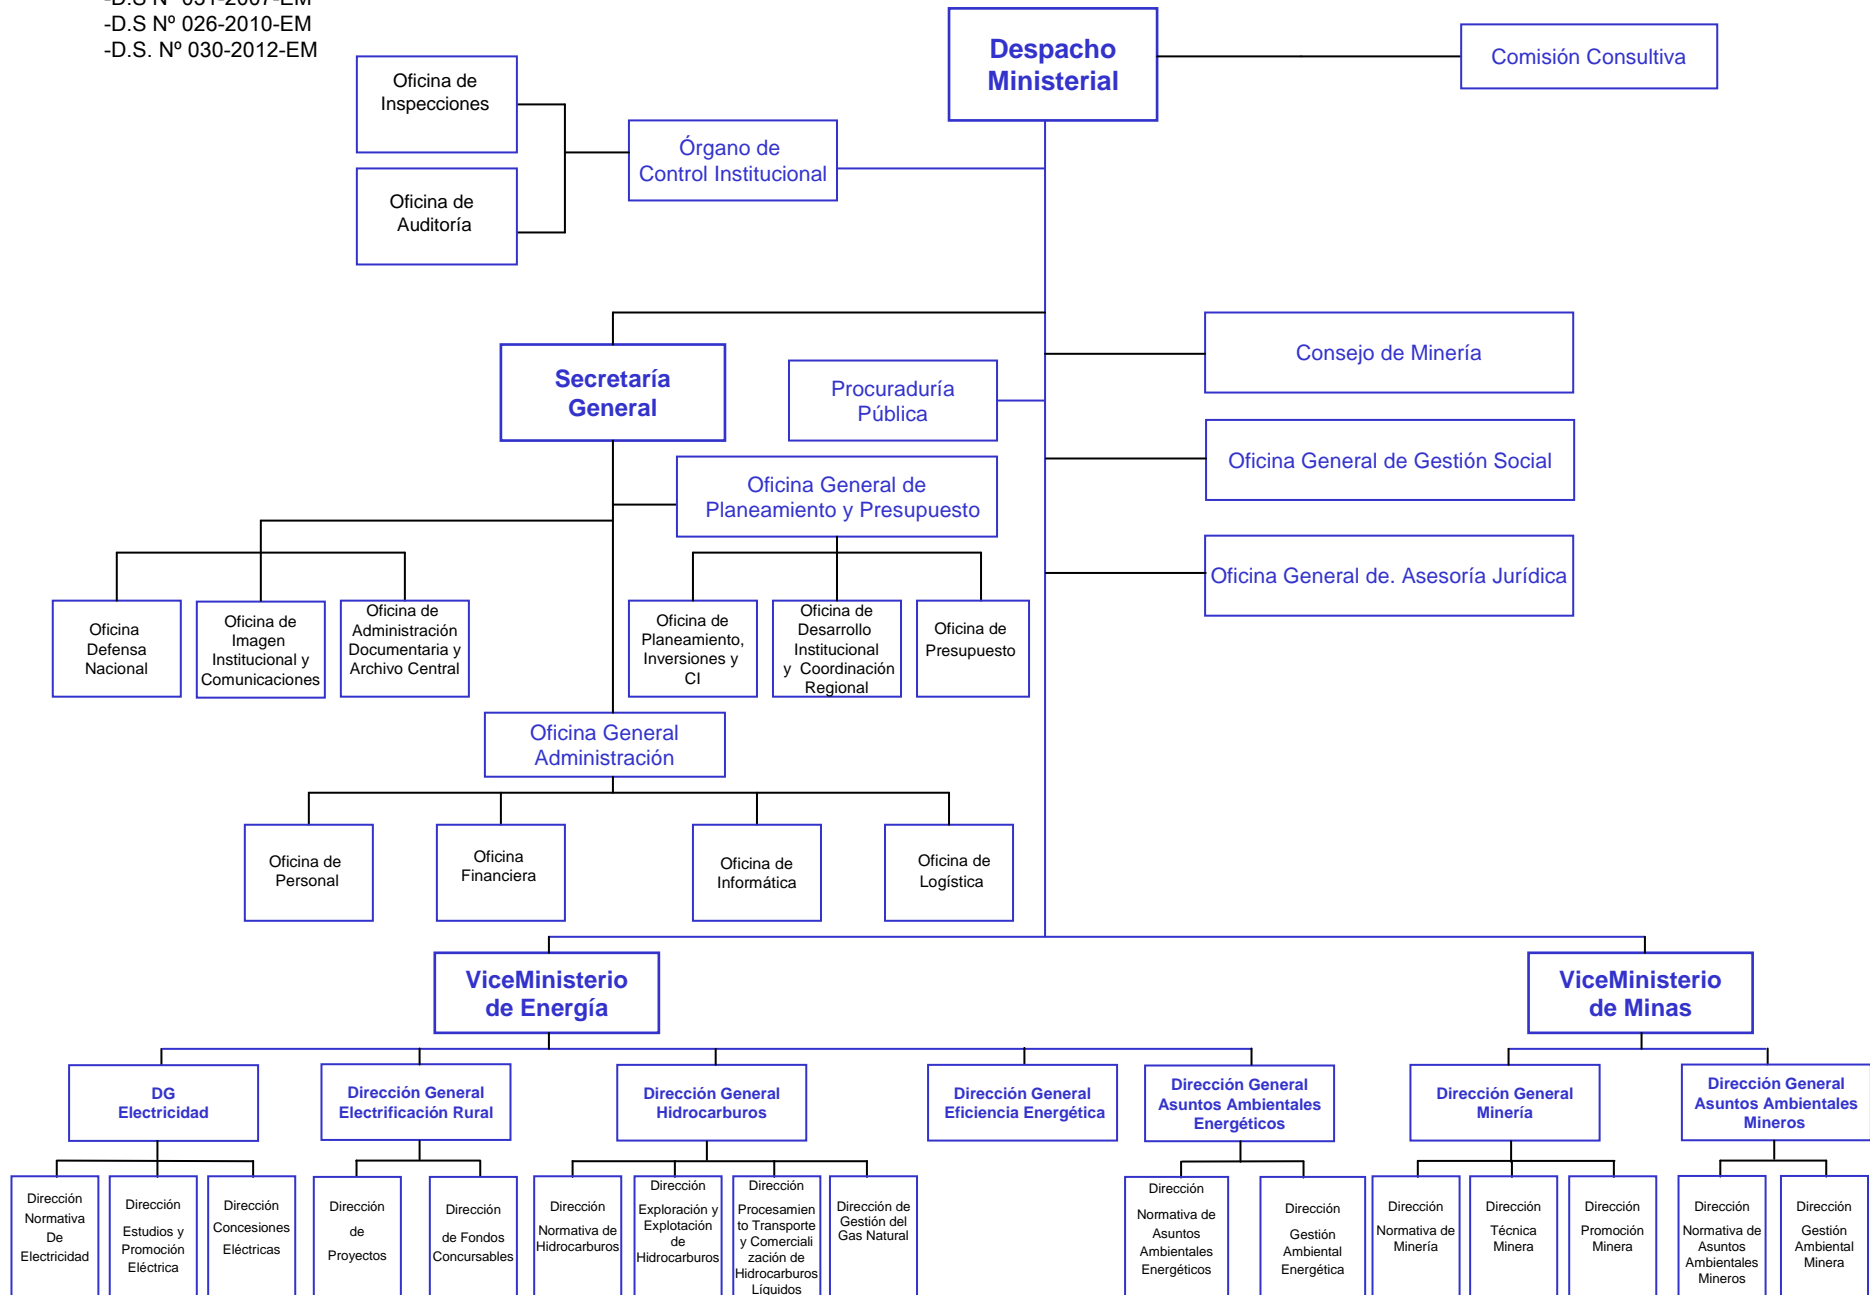 -D.S Nº 031-2007-EM
-D.S Nº 026-2010-EM
-D.S. Nº 030-2012-EM
Despacho
Ministerial
Comisión Consultiva
Oficina de
Inspecciones
Órgano de
Control Institucional
Oficina de
Auditoría
Consejo de Minería
Secretaría
General
Procuraduría
Pública
Oficina General de Gestión Social
Oficina General de
Planeamiento y Presupuesto
Oficina General de. Asesoría Jurídica
Oficina
Defensa
Nacional
Oficina de
Imagen
Institucional y
Comunicaciones
Oficina de
Administración
Documentaria y
Archivo Central
Oficina de
Planeamiento,
Inversiones y
CI
Oficina de
Desarrollo
Institucional
y Coordinación
Regional
Oficina de
Presupuesto
Oficina General
Administración
Oficina de
Personal
Oficina
Financiera
Oficina de
Informática
Oficina de
Logística
ViceMinisterio
de Energía
ViceMinisterio
de Minas
DG
Electricidad
Dirección General
Electrificación Rural
Dirección General
Hidrocarburos
Dirección General
Eficiencia Energética
Dirección General
Asuntos Ambientales
Energéticos
Dirección General
Minería
Dirección General
Asuntos Ambientales
Mineros
Dirección
Normativa
De
Electricidad
Dirección
Estudios y
Promoción
Eléctrica
Dirección
Concesiones
Eléctricas
Dirección
de
Proyectos
Dirección
de Fondos
Concursables
Dirección
Normativa de
Hidrocarburos
Dirección
Exploración y
Explotación
de
Hidrocarburos
Dirección
Procesamien
to Transporte
y Comerciali
zación de
Hidrocarburos
Líquidos
Dirección de
Gestión del
Gas Natural
Dirección
Normativa de
Asuntos
Ambientales
Energéticos
Dirección
Gestión
Ambiental
Energética
Dirección
Normativa de
Minería
Dirección
Técnica
Minera
Dirección
Promoción
Minera
Dirección
Normativa de
Asuntos
Ambientales
Mineros
Dirección
Gestión
Ambiental
Minera